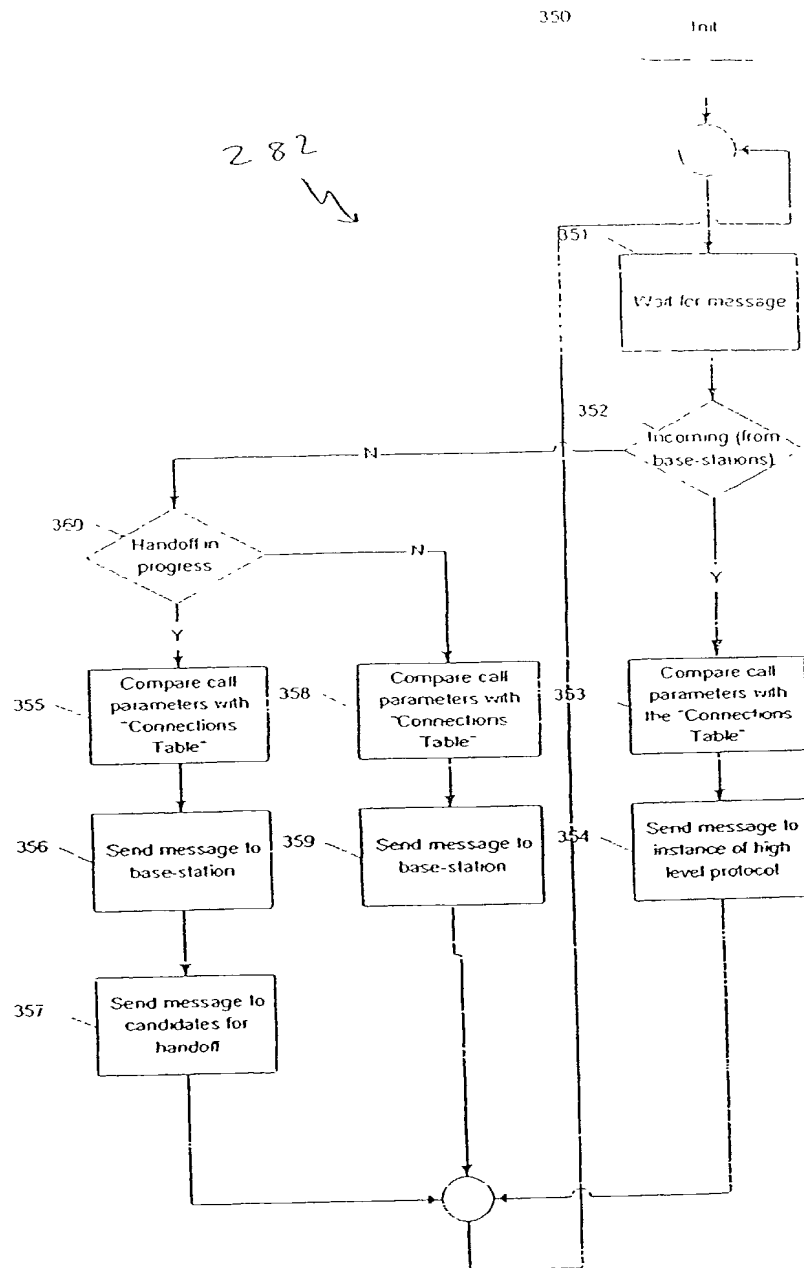 350
Init
282
351
Wait for message
352
Incoming (from
base-stations)
N
360
Handoff in
progress
N
Y
Y
355
Compare call
parameters with
"Connections
Table"
358
Compare call
parameters with
"Connections
Table"
353
Compare call
parameters with
the "Connections
Table"
356
Send message to
base-station
359
Send message to
base-station
354
Send message to
instance of high
level protocol
357
Send message to
candidates for
handoff